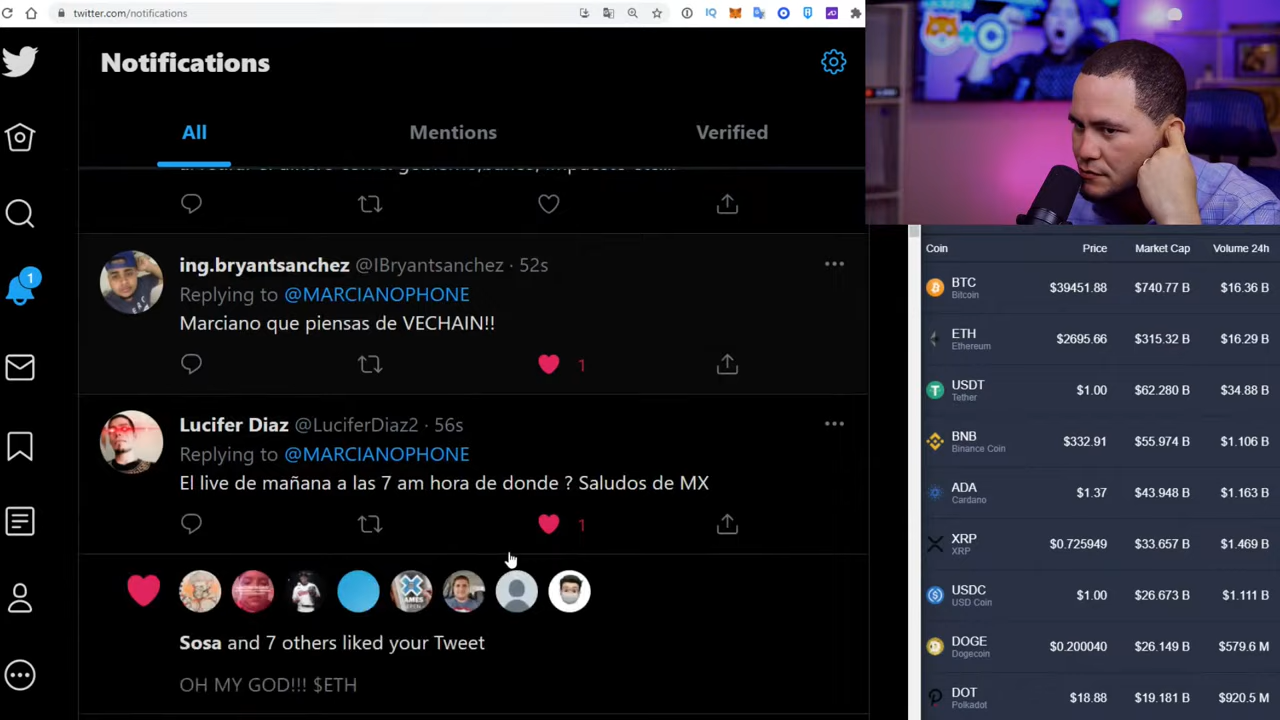 twitter.com/notifications
Notifications
All
Mentions
Verified
ing.bryantsanchez @IBryantsanchez · 52s
Replying to @MARCIANOPHONE
Marciano que piensas de VECHAIN!!
1
Lucifer Diaz @LuciferDiaz2 · 56s
Replying to @MARCIANOPHONE
El live de mañana a las 7 am hora de donde ? Saludos de MX
1
Sosa and 7 others liked your Tweet
OH MY GOD!!! $ETH
1
Coin Price Market Cap Volume 24h
BTC $39451.88 $740.77 B $16.36 B
Bitcoin
ETH $2695.66 $315.32 B $16.29 B
Ethereum
USDT $1.00 $62.280 B $34.88 B
Tether
BNB $332.91 $55.974 B $1.106 B
Binance Coin
ADA $1.37 $43.948 B $1.163 B
Cardano
XRP $0.725949 $33.657 B $1.469 B
XRP
USDC $1.00 $26.673 B $1.111 B
USD Coin
DOGE $0.200040 $26.149 B $579.6 M
Dogecoin
DOT $18.88 $19.181 B $920.5 M
Polkadot